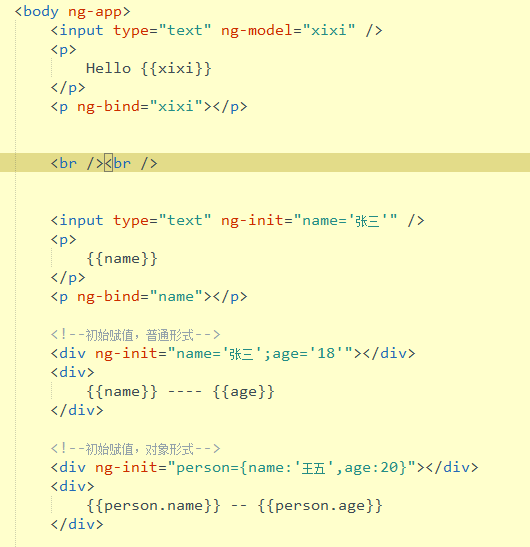 <body ng-app>
<input type="text" ng-model="xixi" />
<p>
Hello {{xixi}}
</p>
<p ng-bind="xixi"></p>
<br /><br />
<input type="text" ng-init="name='张三'" />
<p>
{{name}}
</p>
<p ng-bind="name"></p>
<!--初始赋值，普通形式-->
<div ng-init="name='张三';age='18'"></div>
<div>
{{name}} ---- {{age}}
</div>
<!--初始赋值，对象形式-->
<div ng-init="person={name:'王五',age:20}"></div>
<div>
{{person.name}} -- {{person.age}}
</div>